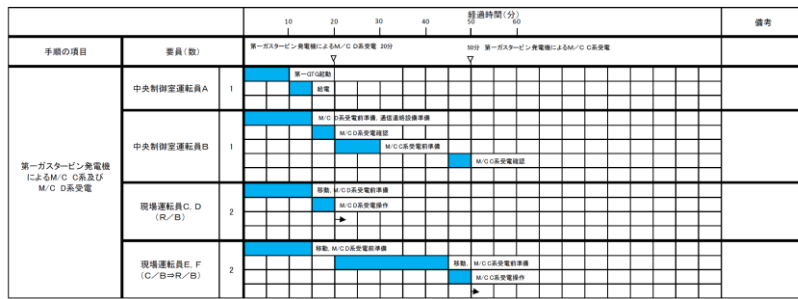 経過時間(分)
備考
10 20 30 40 50 60
手順の項目
要員(数)
第一ガスタービン発電機によるM/C D系受電 20分
50分 第一ガスタービン発電機によるM/C C系受電
第一ガスタービン発電機
によるM/C C系及び
M/C D系受電
中央制御室運転員A
1
第一GTG起動
給電
中央制御室運転員B
1
M/C D系受電前準備, 通信連絡設備準備
M/C D系受電確認
M/C C系受電前準備
M/C C系受電確認
現場運転員C, D
(R/B)
2
移動, M/C D系受電前準備
M/C D系受電操作
現場運転員E, F
(C/B⇒R/B)
2
移動, M/C D系受電前準備
移動, M/C C系受電前準備
M/C C系受電操作